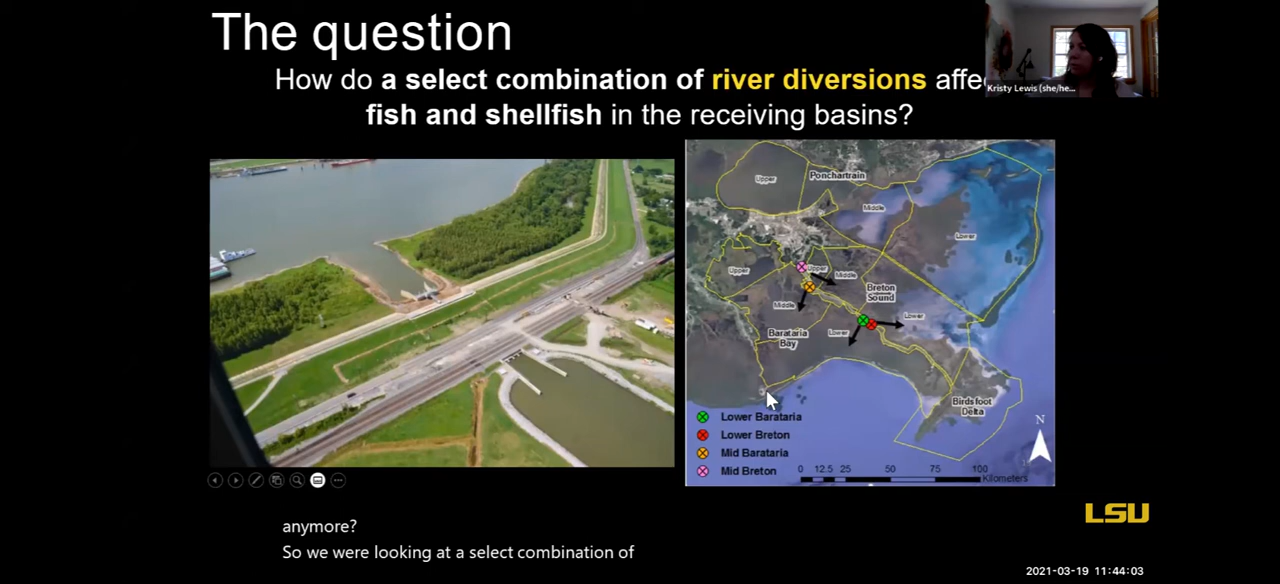 The question
How do a select combination of river diversions affe
fish and shellfish in the receiving basins?
Kristy Lewis (she/he...
Upper
Ponchartrain
Middle
Lower
Upper
Upper
Middle
Breton
Sound
Middle
Lower
Barataria
Bay
Lower
Birdsfoot
Delta
Lower Barataria
Lower Breton
Mid Barataria
Mid Breton
N
0 12.5 25 50 75 100
Kilometers
LSU
anymore?
So we were looking at a select combination of
2021-03-19 11:44:03